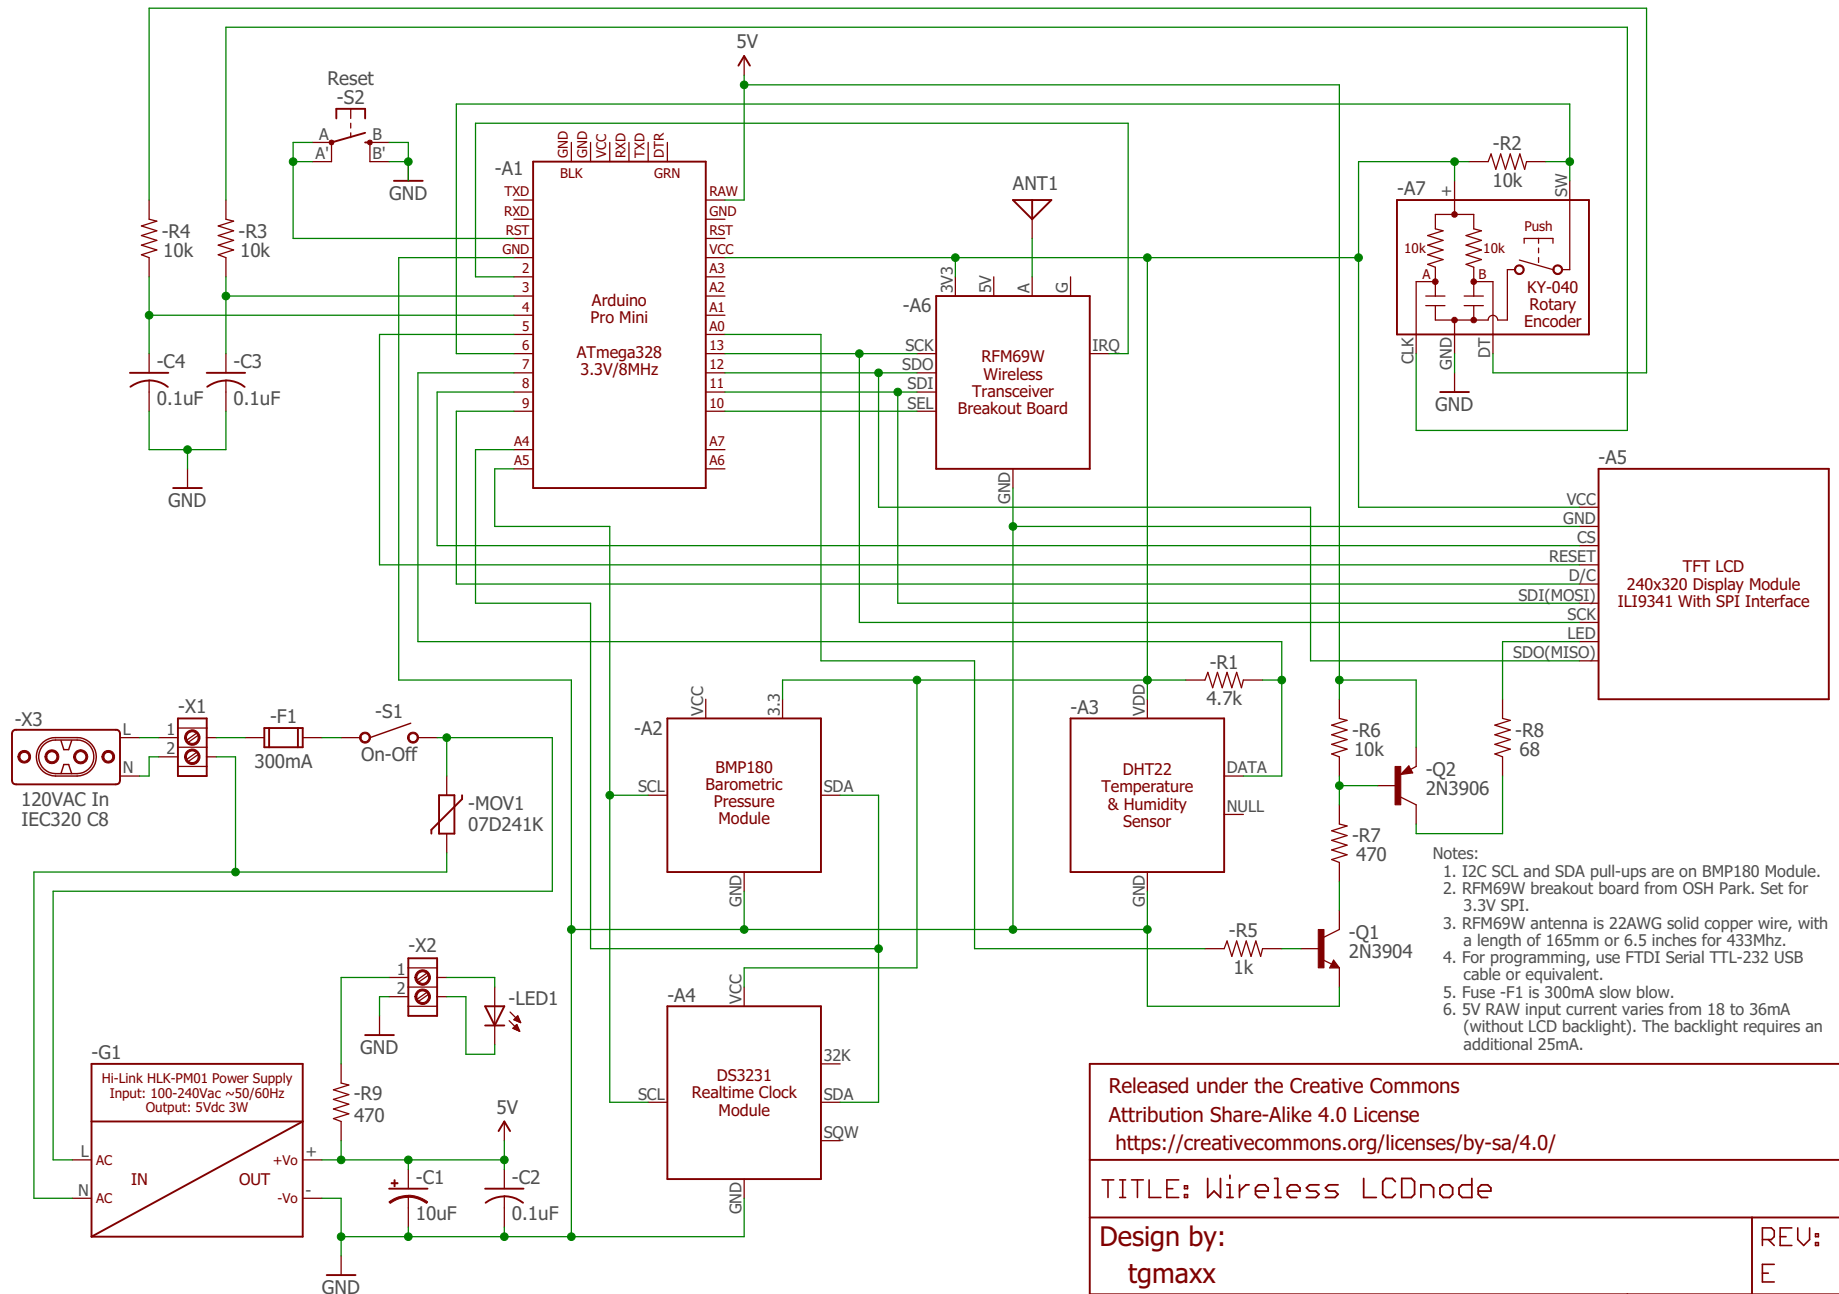 5V
Reset
-S2
A
B
A'
B'
GND
-A1
GND
GND
VCC
RXD
TXD
DTR
BLK
GRN
TXD
RXD
RST
GND
2
3
4
5
6
7
8
9
A4
A5
RAW
GND
RST
VCC
A3
A2
A1
A0
13
12
11
10
A7
A6
Arduino
Pro Mini
ATmega328
3.3V/8MHz
-R4
10k
-R3
10k
-C4
0.1uF
-C3
0.1uF
GND
ANT1
-A6
3V3
5V
A
G
SCK
SDO
SDI
SEL
IRQ
GND
RFM69W
Wireless
Transceiver
Breakout Board
-R2
10k
-A7
+
SW
10k
10k
Push
A
B
KY-040
Rotary
Encoder
CLK
GND
DT
GND
-A5
VCC
GND
CS
RESET
D/C
SDI(MOSI)
SCK
LED
SDO(MISO)
TFT LCD
240x320 Display Module
ILI9341 With SPI Interface
-X3
L
N
120VAC In
IEC320 C8
-X1
1
2
-F1
300mA
-S1
On-Off
-MOV1
07D241K
-A2
VCC
3.3
SCL
SDA
GND
BMP180
Barometric
Pressure
Module
-R1
4.7k
-A3
VDD
DATA
NULL
GND
DHT22
Temperature
& Humidity
Sensor
-R6
10k
-R7
470
-Q2
2N3906
-R8
68
-R5
1k
-Q1
2N3904
-A4
VCC
32K
SCL
SDA
SQW
GND
DS3231
Realtime Clock
Module
-X2
1
2
-LED1
GND
-R9
470
-G1
Hi-Link HLK-PM01 Power Supply
Input: 100-240Vac ~50/60Hz
Output: 5Vdc 3W
L
AC
N
AC
IN
OUT
+Vo
+
-Vo
-
5V
+
-C1
10uF
-C2
0.1uF
GND
Notes:
1. I2C SCL and SDA pull-ups are on BMP180 Module.
2. RFM69W breakout board from OSH Park. Set for
3.3V SPI.
3. RFM69W antenna is 22AWG solid copper wire, with
a length of 165mm or 6.5 inches for 433Mhz.
4. For programming, use FTDI Serial TTL-232 USB
cable or equivalent.
5. Fuse -F1 is 300mA slow blow.
6. 5V RAW input current varies from 18 to 36mA
(without LCD backlight). The backlight requires an
additional 25mA.
Released under the Creative Commons
Attribution Share-Alike 4.0 License
https://creativecommons.org/licenses/by-sa/4.0/
TITLE: Wireless LCDnode
Design by:
tgmaxx
REV:
E